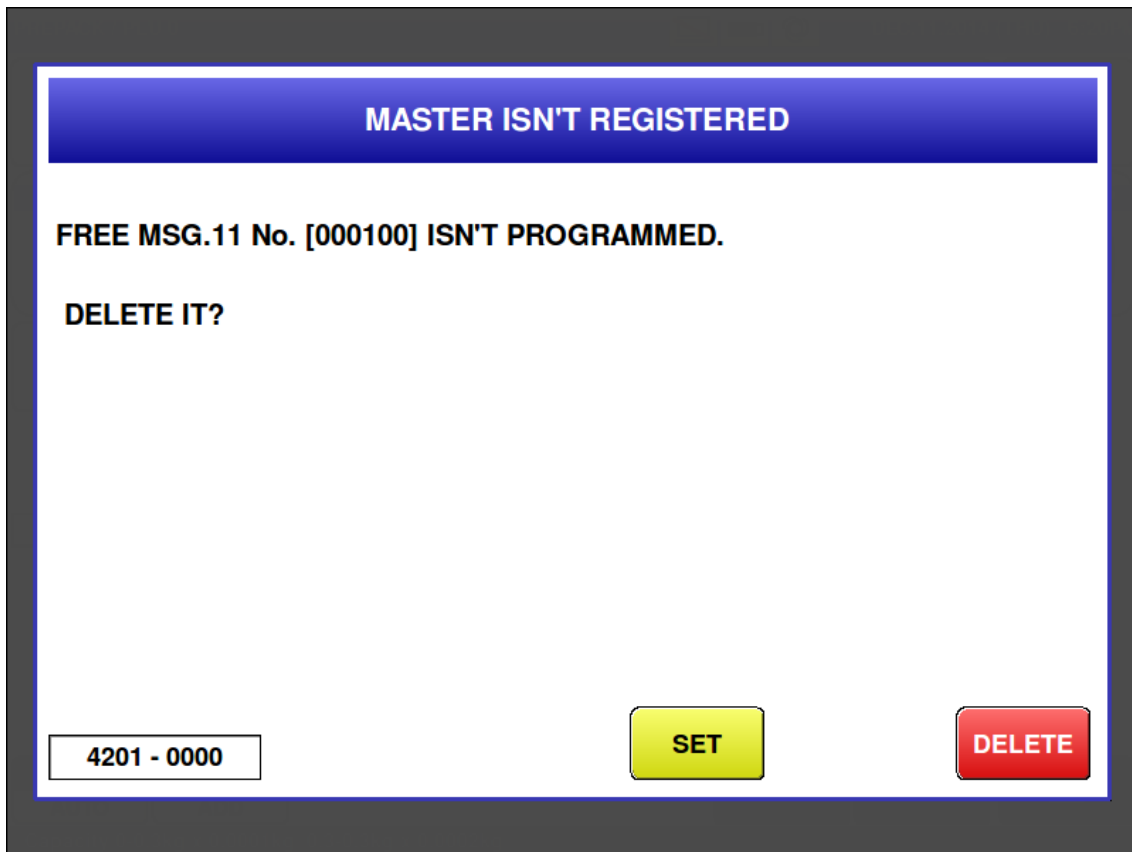 MASTER ISN'T REGISTERED
FREE MSG.11 No. [000100] ISN'T PROGRAMMED.
DELETE IT?
4201 - 0000
SET
DELETE